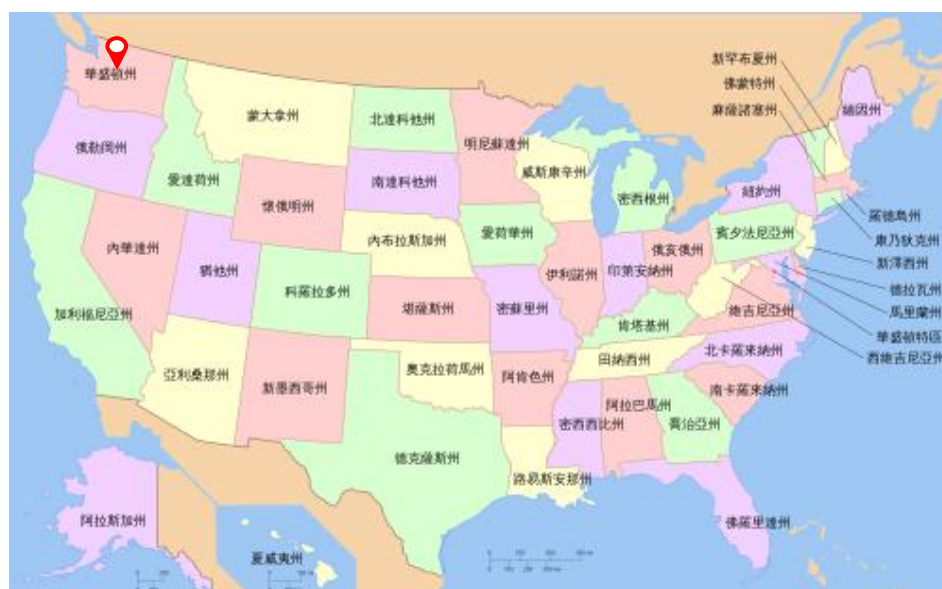 新罕布夏州
佛蒙特州
麻薩諸塞州
緬因州
華盛頓州
蒙大拿州
北達科他州
明尼蘇達州
俄勒岡州
愛達荷州
南達科他州
威斯康辛州
密西根州
紐約州
懷俄明州
羅德島州
康乃狄克州
內華達州
猶他州
內布拉斯加州
愛荷華州
俄亥俄州
賓夕法尼亞州
新澤西州
伊利諾州
印第安納州
德拉瓦州
科羅拉多州
堪薩斯州
密蘇里州
維吉尼亞州
馬里蘭州
加利福尼亞州
肯塔基州
華盛頓特區
北卡羅來納州
西維吉尼亞州
田納西州
亞利桑那州
新墨西哥州
奧克拉荷馬州
阿肯色州
南卡羅來納州
阿拉巴馬州
密西西比州
喬治亞州
德克薩斯州
路易斯安那州
阿拉斯加州
佛羅里達州
夏威夷州